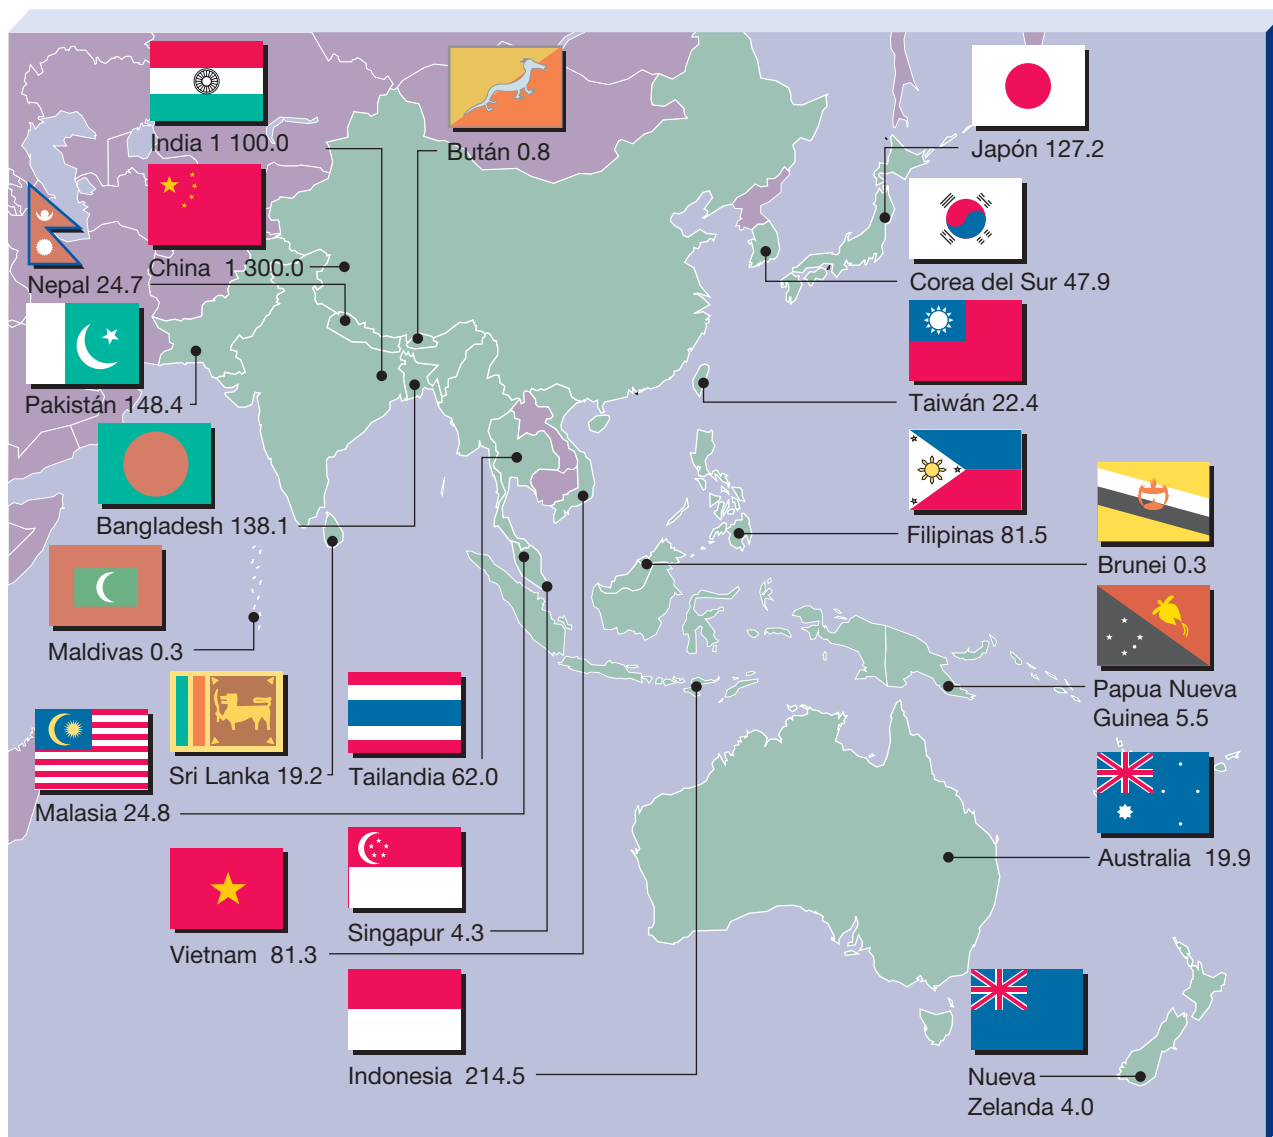 India 1 100.0
Bután 0.8
Japón 127.2
China 1 300.0
Nepal 24.7
Corea del Sur 47.9
Pakistán 148.4
Taiwán 22.4
Bangladesh 138.1
Filipinas 81.5
Brunei 0.3
Maldivas 0.3
Papua Nueva
Guinea 5.5
Sri Lanka 19.2
Tailandia 62.0
Malasia 24.8
Australia 19.9
Singapur 4.3
Vietnam 81.3
Indonesia 214.5
Nueva
Zelanda 4.0